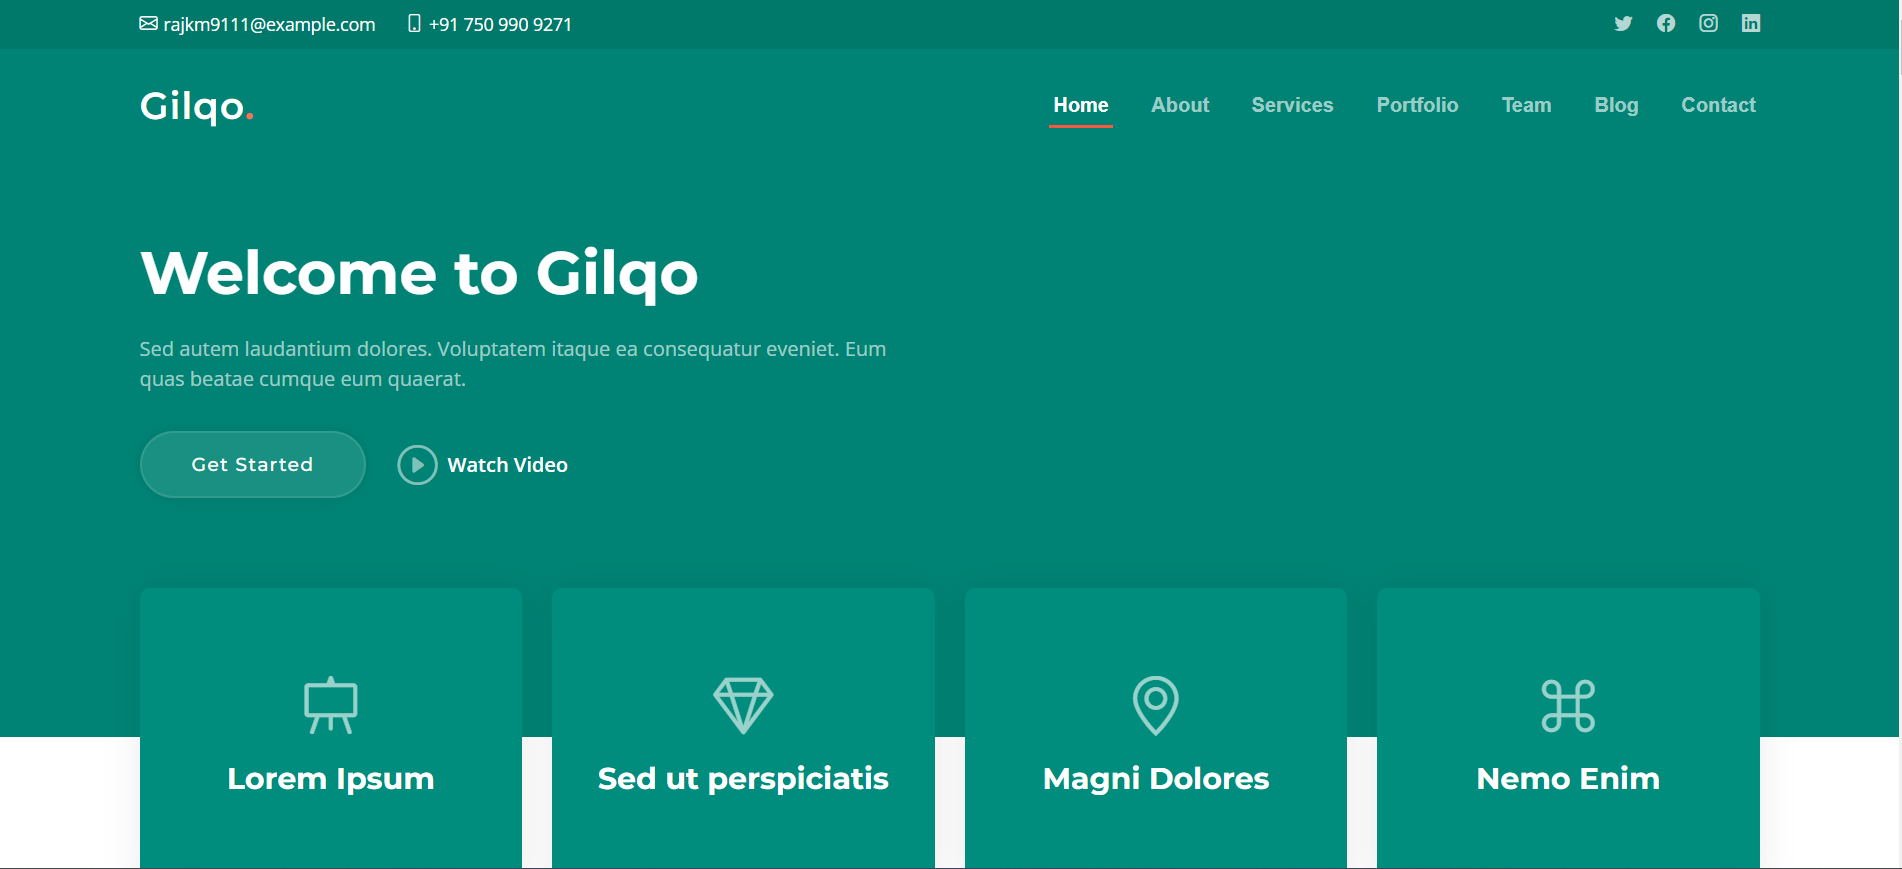 rajkm9111@example.com +91 750 990 9271
Gilqo.
Home About Services Portfolio Team Blog Contact
Welcome to Gilqo
Sed autem laudantium dolores. Voluptatem itaque ea consequatur eveniet. Eum
quas beatae cumque eum quaerat.
Get Started Watch Video
Lorem Ipsum
Sed ut perspiciatis
Magni Dolores
Nemo Enim